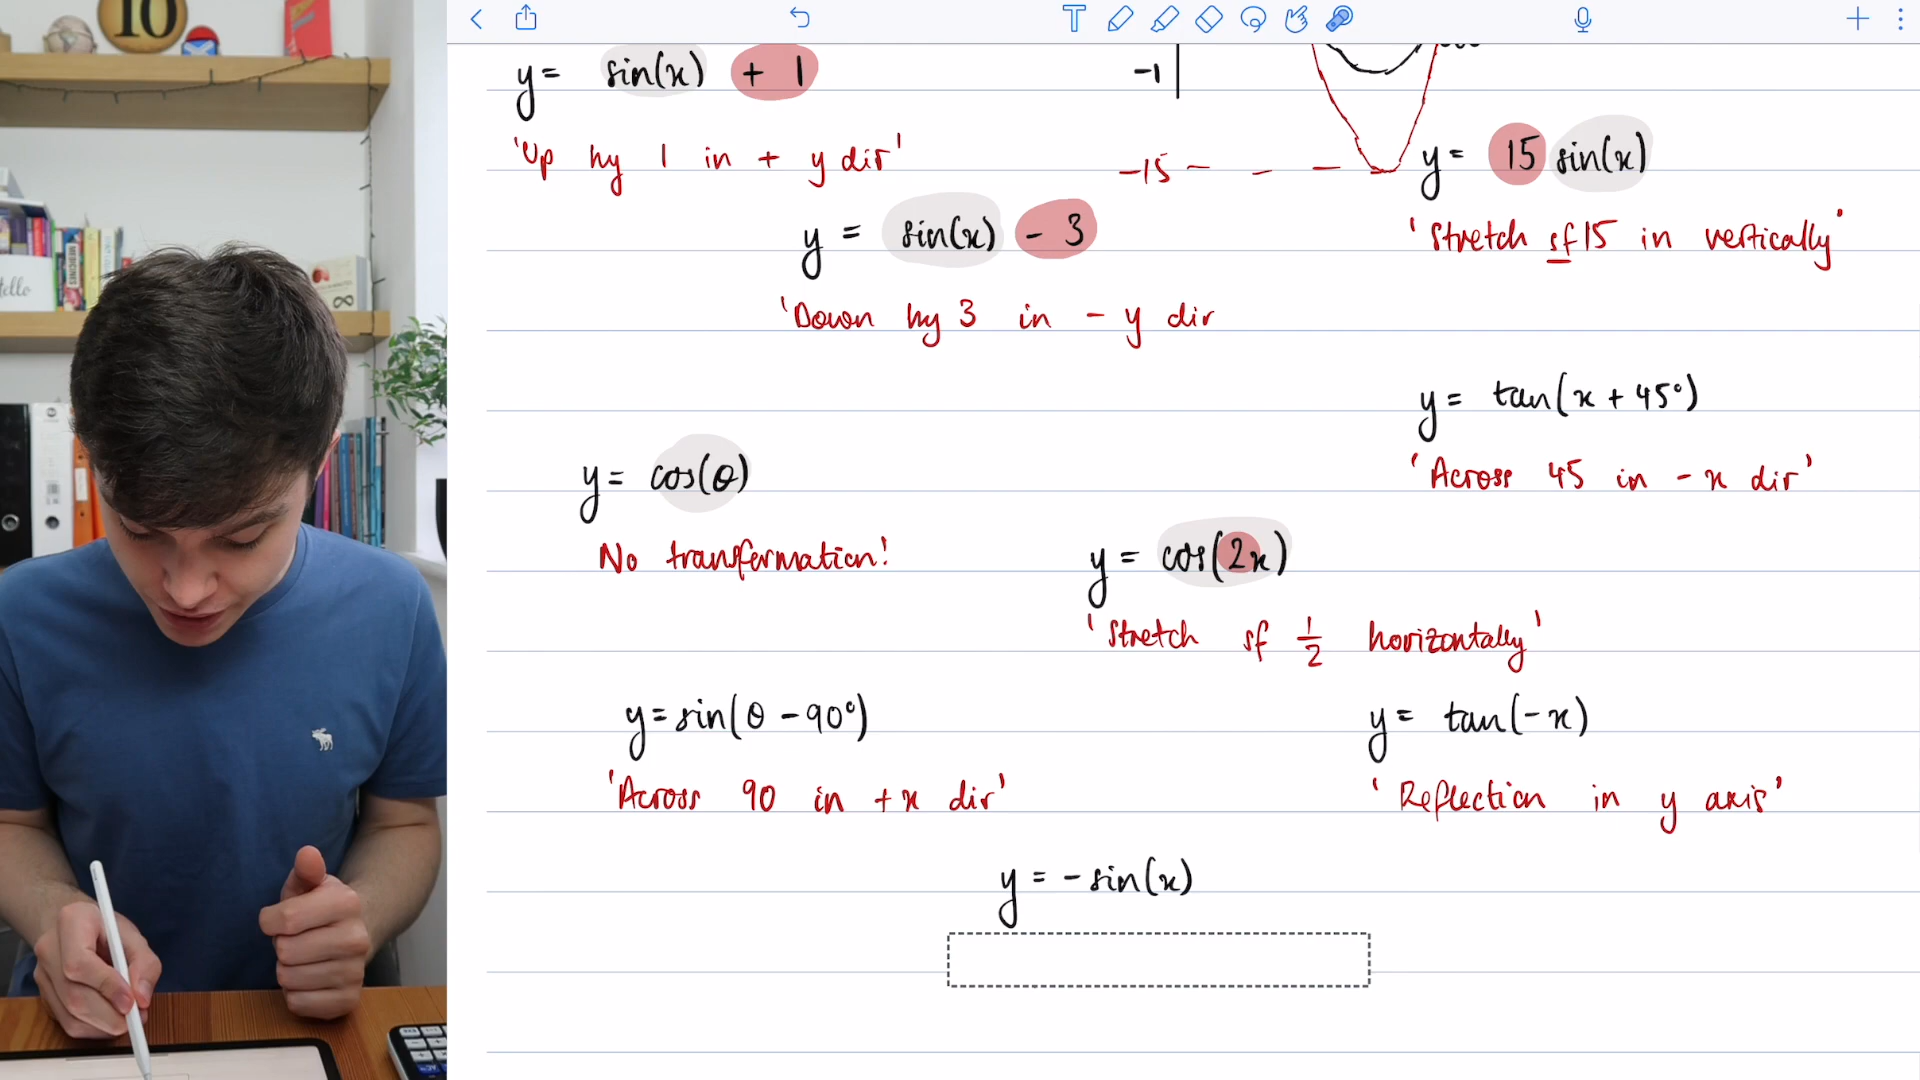 10
Hello
y = sin(x) + 1
-1
'Up by 1 in + y dir'
-15
y = 15 sin(x)
y = sin(x) - 3
'Stretch sf 15 in vertically'
'Down by 3 in - y dir
y = tan(x + 45°)
'Across 45 in - x dir'
y = cos(θ)
No transformation!
y = cos(2x)
'Stretch sf 1/2 horizontally'
y = sin(θ - 90°)
y = tan(-x)
'Across 90 in + x dir'
'Reflection in y axis'
y = - sin(x)